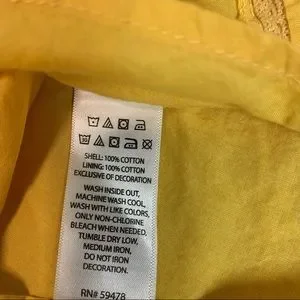 SHELL: 100% COTTON
LINING: 100% COTTON
EXCLUSIVE OF DECORATION
WASH INSIDE OUT,
MACHINE WASH COOL,
WASH WITH LIKE COLORS,
ONLY NON-CHLORINE
BLEACH WHEN NEEDED,
TUMBLE DRY LOW,
MEDIUM IRON,
DO NOT IRON
DECORATION.
RN# 59478